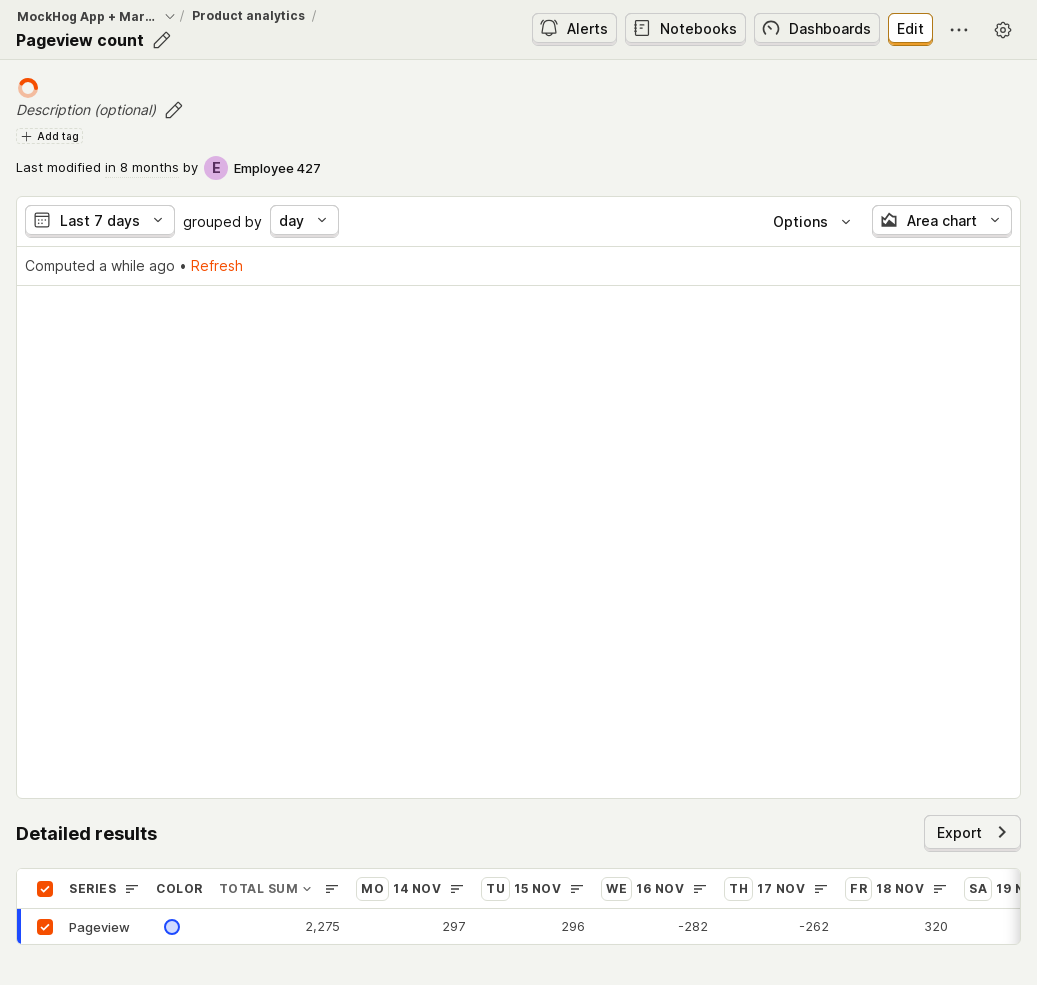 MockHog App + Mar... / Product analytics /
Pageview count
Alerts Notebooks Dashboards Edit
Description (optional)
Add tag
Last modified in 8 months by E Employee 427
Last 7 days grouped by day Options Area chart
Computed a while ago • Refresh
Detailed results
Export
SERIES COLOR TOTAL SUM MO 14 NOV TU 15 NOV WE 16 NOV TH 17 NOV FR 18 NOV SA 19
Pageview 2,275 297 296 -282 -262 320